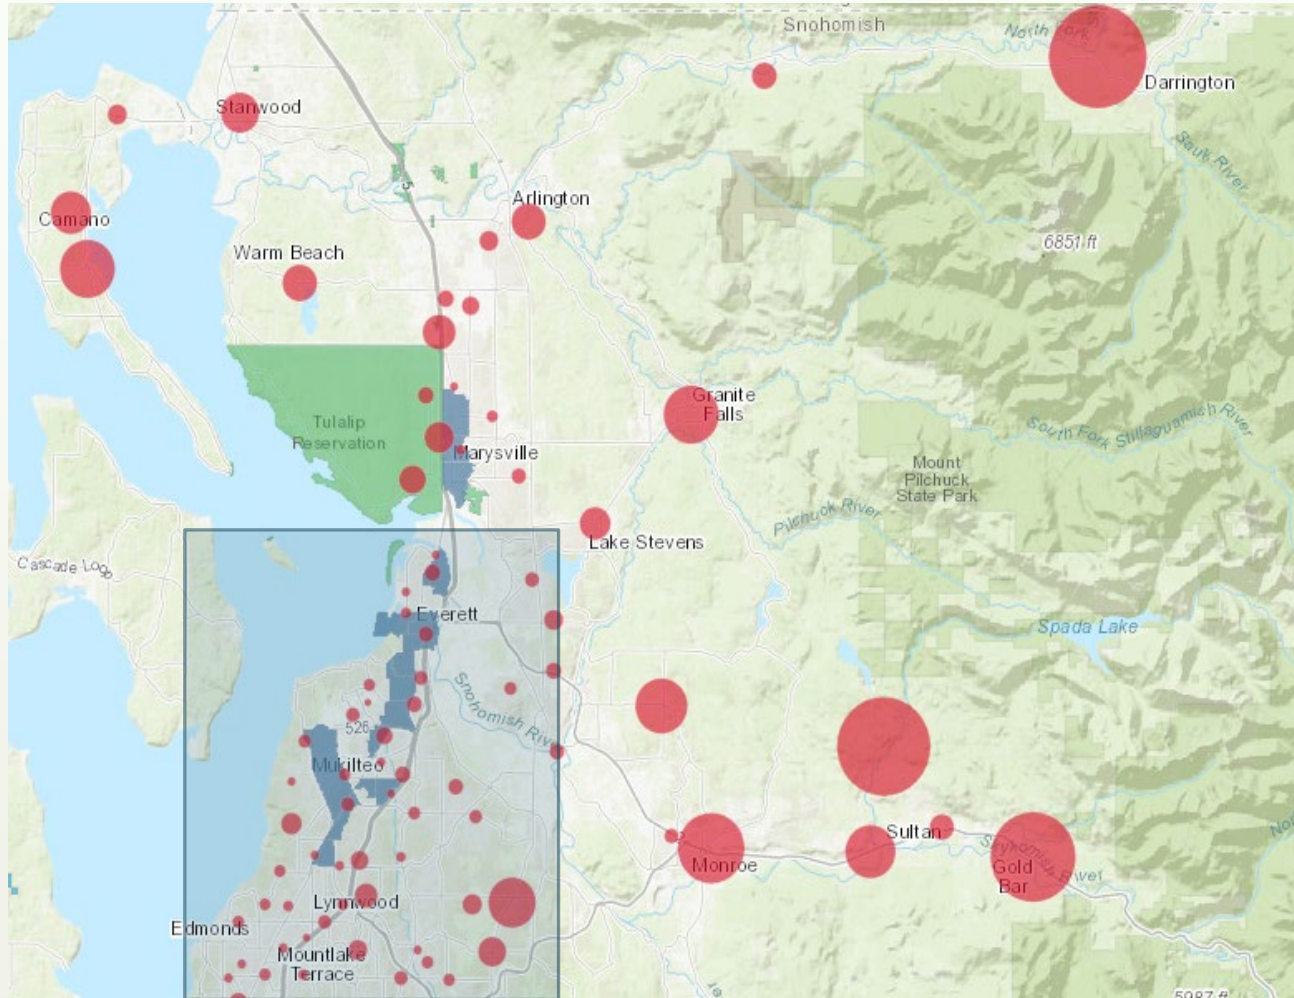 Snohomish
North Fork
Darrington
Stanwood
Sauk River
Camano
Arlington
5
Warm Beach
6851 ft
Tulalip
Reservation
Granite
Falls
South Fork Stillaguamish River
Marysville
Mount
Pilchuck
State Park
Pilchuck River
Lake Stevens
Cascade Loop
Everett
Spada Lake
Snohomish River
526
Mukilteo
Sultan
Skykomish River
Monroe
Gold
Bar
Lynnwood
Edmonds
Mountlake
Terrace
5987 ft